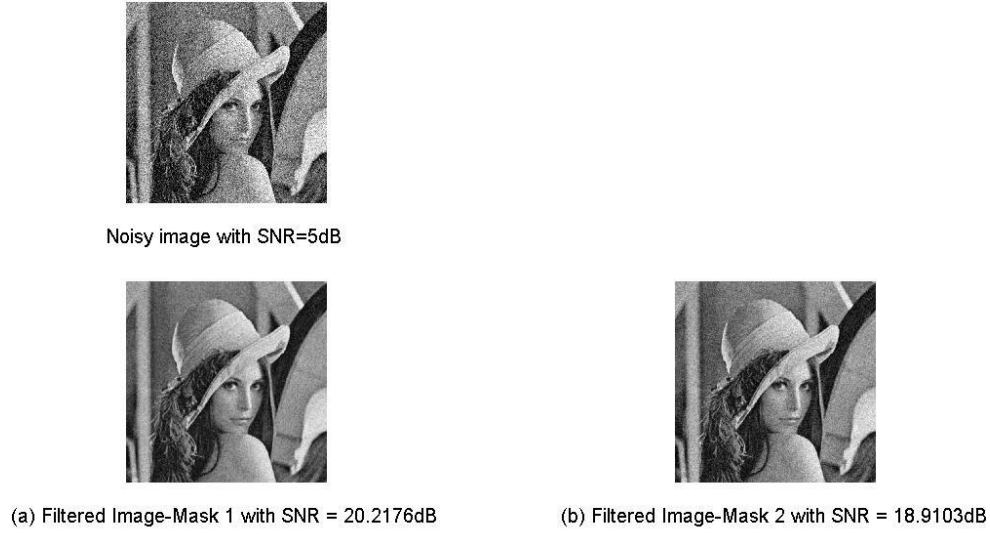 Noisy image with SNR=5dB
(a) Filtered Image-Mask 1 with SNR = 20.2176dB
(b) Filtered Image-Mask 2 with SNR = 18.9103dB